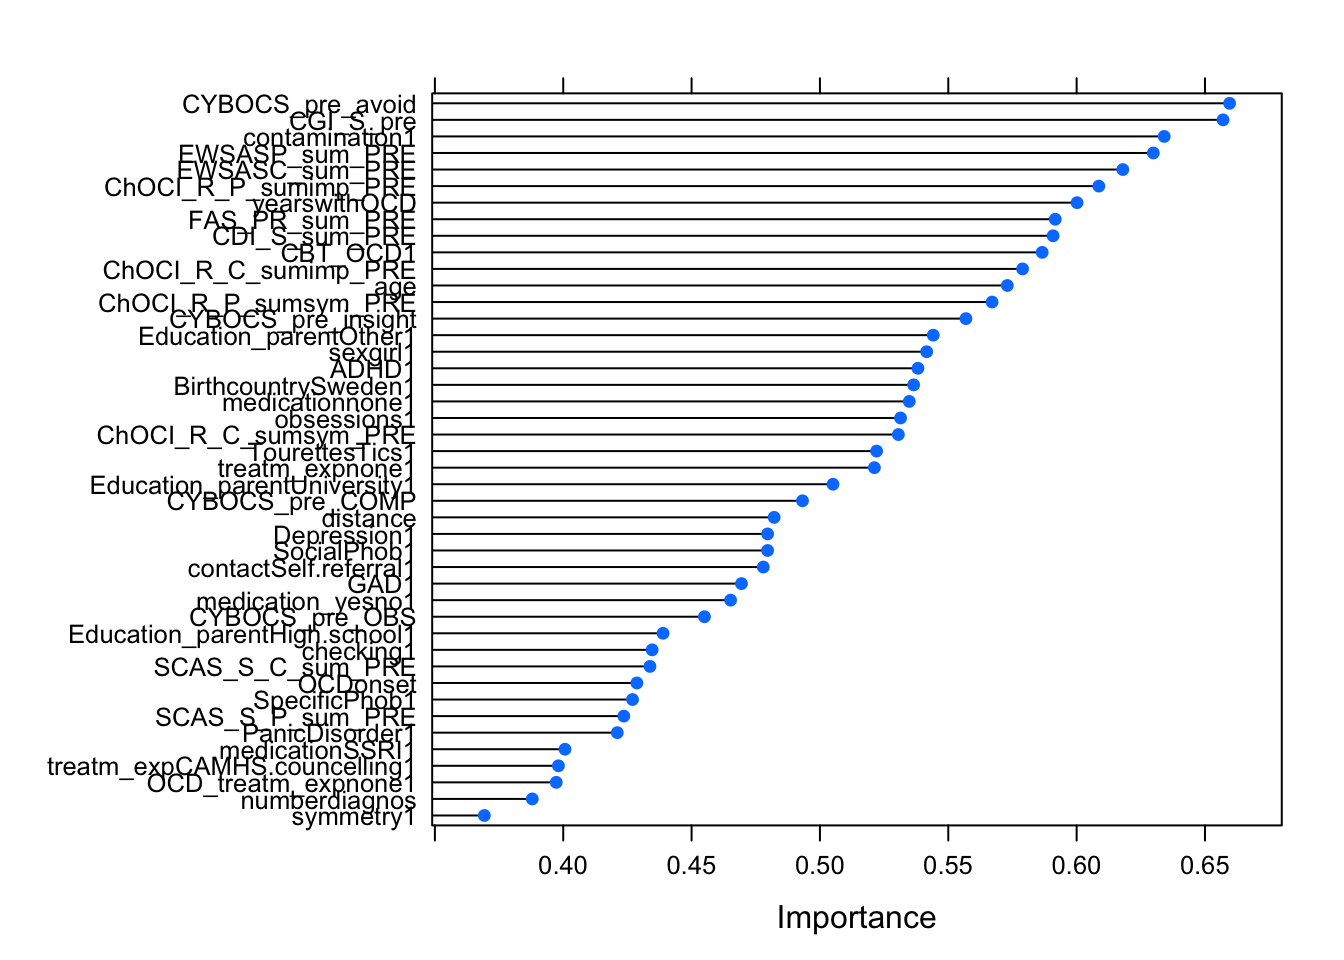 CYBOCS_pre_avoid
CGI_S_pre
contamination1
EWSASP_sum_PRE
EWSASC_sum_PRE
ChOCI_R_P_sumimp_PRE
yearswithOCD
FAS_PR_sum_PRE
CDI_S_sum_PRE
CBT_OCD1
ChOCI_R_C_sumimp_PRE
age
ChOCI_R_P_sumsym_PRE
CYBOCS_pre_insight
Education_parentOther1
sexgirl1
ADHD1
BirthcountrySweden1
medicationnone1
obsessions1
ChOCI_R_C_sumsym_PRE
TourettesTics1
treatm_expnone1
Education_parentUniversity1
CYBOCS_pre_COMP
distance
Depression1
SocialPhob1
contactSelf.referral1
GAD1
medication_yesno1
CYBOCS_pre_OBS
Education_parentHigh.school1
checking1
SCAS_S_C_sum_PRE
OCDonset
SpecificPhob1
SCAS_S_P_sum_PRE
PanicDisorder1
medicationSSRI1
treatm_expCAMHS.councelling1
OCD_treatm_expnone1
numberdiagnos
symmetry1
0.40 0.45 0.50 0.55 0.60 0.65
Importance